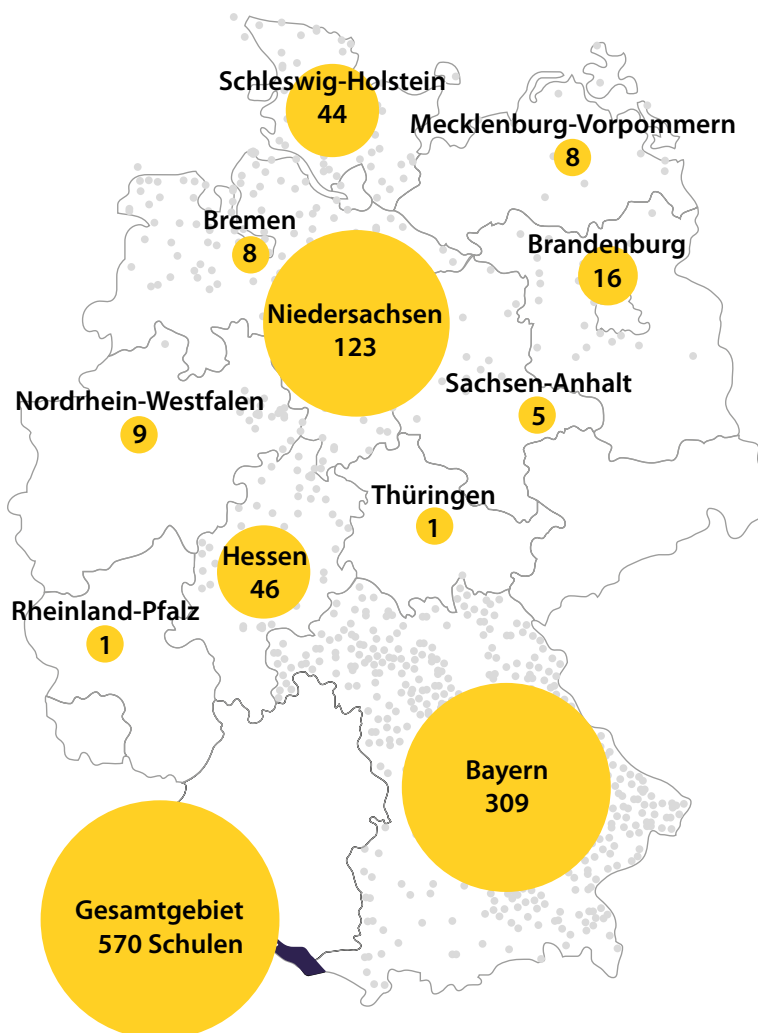 Schleswig-Holstein
44
Mecklenburg-Vorpommern
8
Bremen
8
Brandenburg
16
Niedersachsen
123
Sachsen-Anhalt
5
Nordrhein-Westfalen
9
Thüringen
1
Hessen
46
Rheinland-Pfalz
1
Bayern
309
Gesamtgebiet
570 Schulen